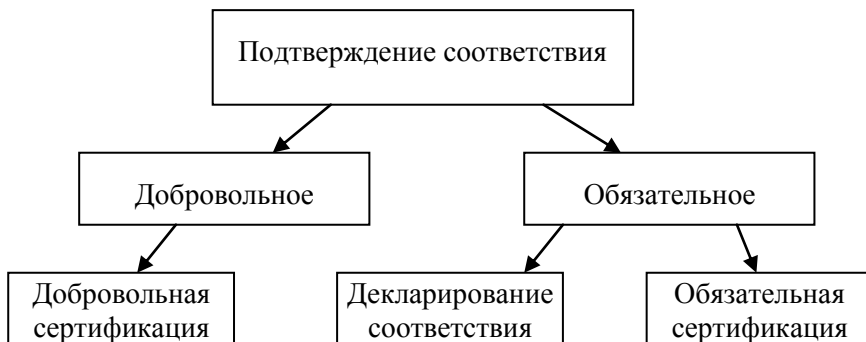 Подтверждение соответствия
Добровольное
Обязательное
Добровольная
сертификация
Декларирование
соответствия
Обязательная
сертификация